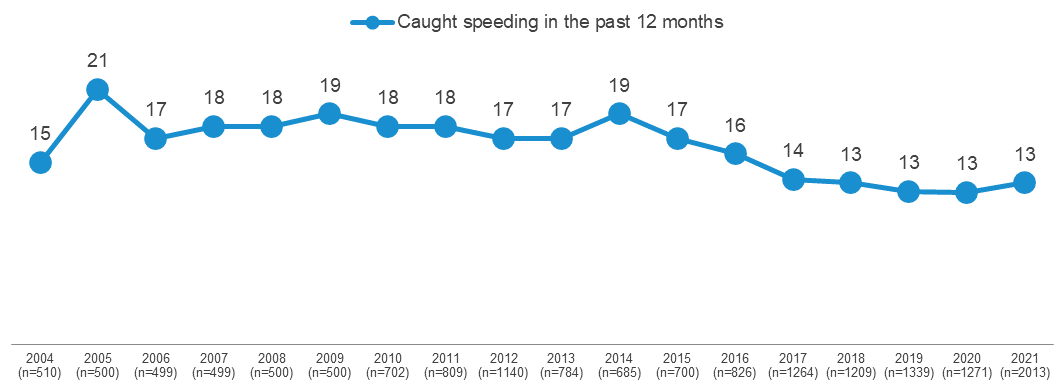 Caught speeding in the past 12 months
15 21 17 18 18 19 18 18 17 17 19 17 16 14 13 13 13 13
2004 2005 2006 2007 2008 2009 2010 2011 2012 2013 2014 2015 2016 2017 2018 2019 2020 2021
(n=510) (n=500) (n=499) (n=499) (n=500) (n=500) (n=702) (n=809) (n=1140) (n=784) (n=685) (n=700) (n=826) (n=1264) (n=1209) (n=1339) (n=1271) (n=2013)